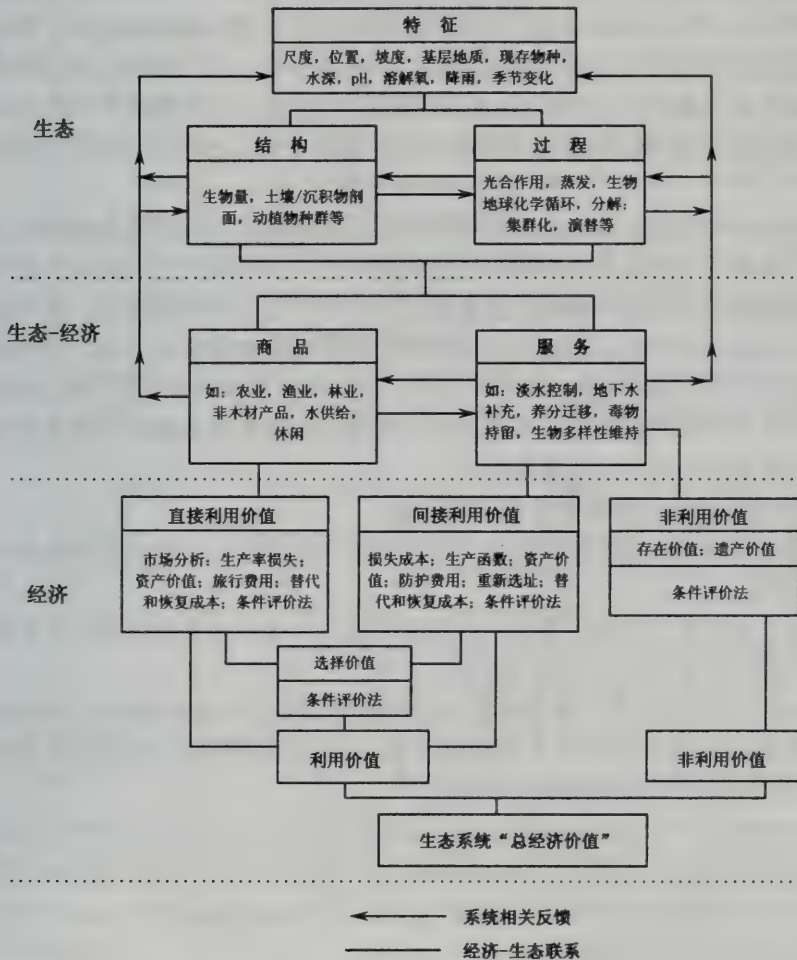 特 征
尺度，位置，坡度，基层地质，现存物种，
水深，pH，溶解氧，降雨，季节变化
生态
结 构
生物量，土壤/沉积物剖
面，动植物种群等
过 程
光合作用，蒸发，生物
地球化学循环，分解；
集群化，演替等
生态-经济
商 品
如：农业，渔业，林业，
非木材产品，水供给，
休闲
服 务
如：淡水控制，地下水
补充，养分迁移，毒物
持留，生物多样性维持
经济
直接利用价值
市场分析；生产率损失；
资产价值；旅行费用；替代
和恢复成本；条件评价法
间接利用价值
损失成本；生产函数；资产价
值；防护费用；重新选址；替
代和恢复成本；条件评价法
非利用价值
存在价值；遗产价值
条件评价法
选择价值
条件评价法
利用价值
非利用价值
生态系统“总经济价值”
系统相关反馈
经济-生态联系